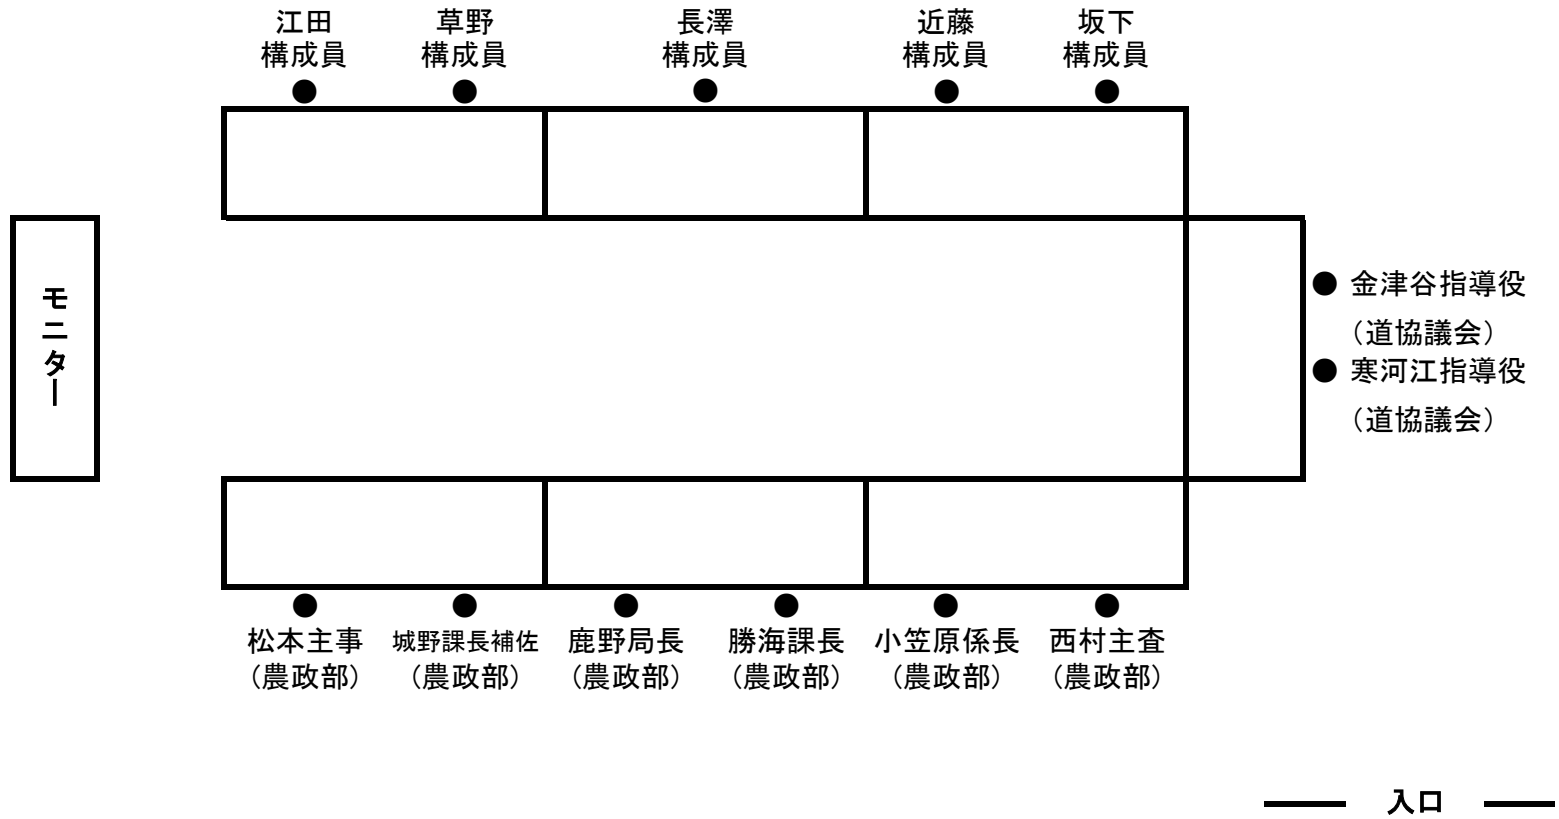 江田
構成員
草野
構成員
長澤
構成員
近藤
構成員
坂下
構成員
モニター
金津谷指導役
（道協議会）
寒河江指導役
（道協議会）
松本主事
（農政部）
城野課長補佐
（農政部）
鹿野局長
（農政部）
勝海課長
（農政部）
小笠原係長
（農政部）
西村主査
（農政部）
入口